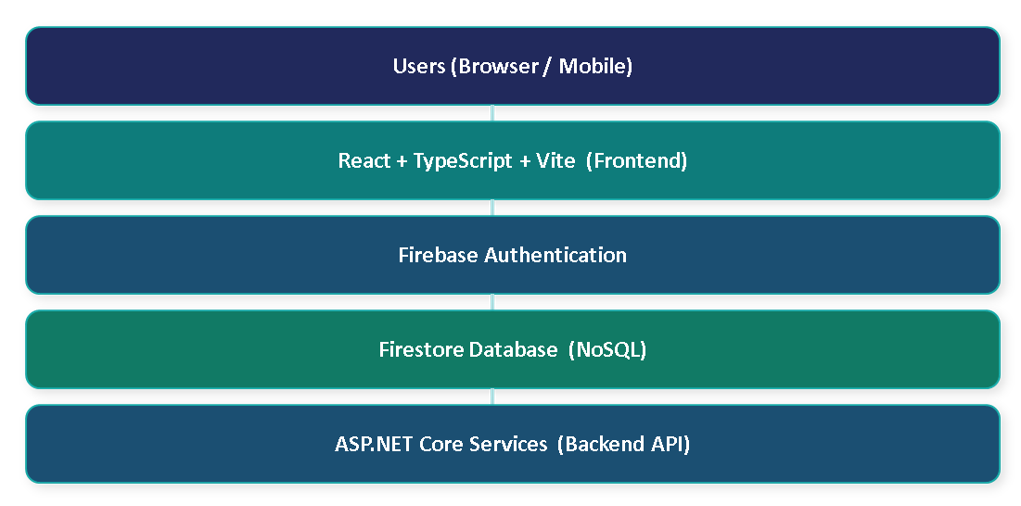 Users (Browser / Mobile)
React + TypeScript + Vite (Frontend)
Firebase Authentication
Firestore Database (NoSQL)
ASP.NET Core Services (Backend API)